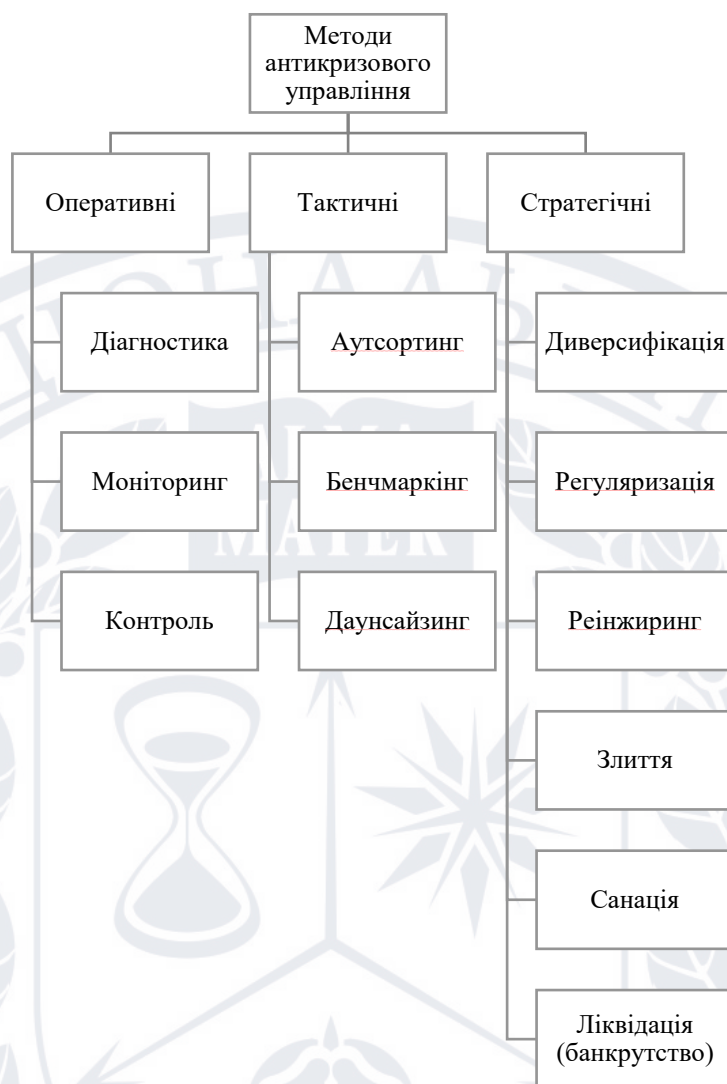 Методи
антикризового
управління
Оперативні
Тактичні
Стратегічні
Діагностика
Аутсортинг
Диверсифікація
Моніторинг
Бенчмаркінг
Регуляризація
Контроль
Даунсайзинг
Реінжиринг
Злиття
Санація
Ліквідація
(банкрутство)